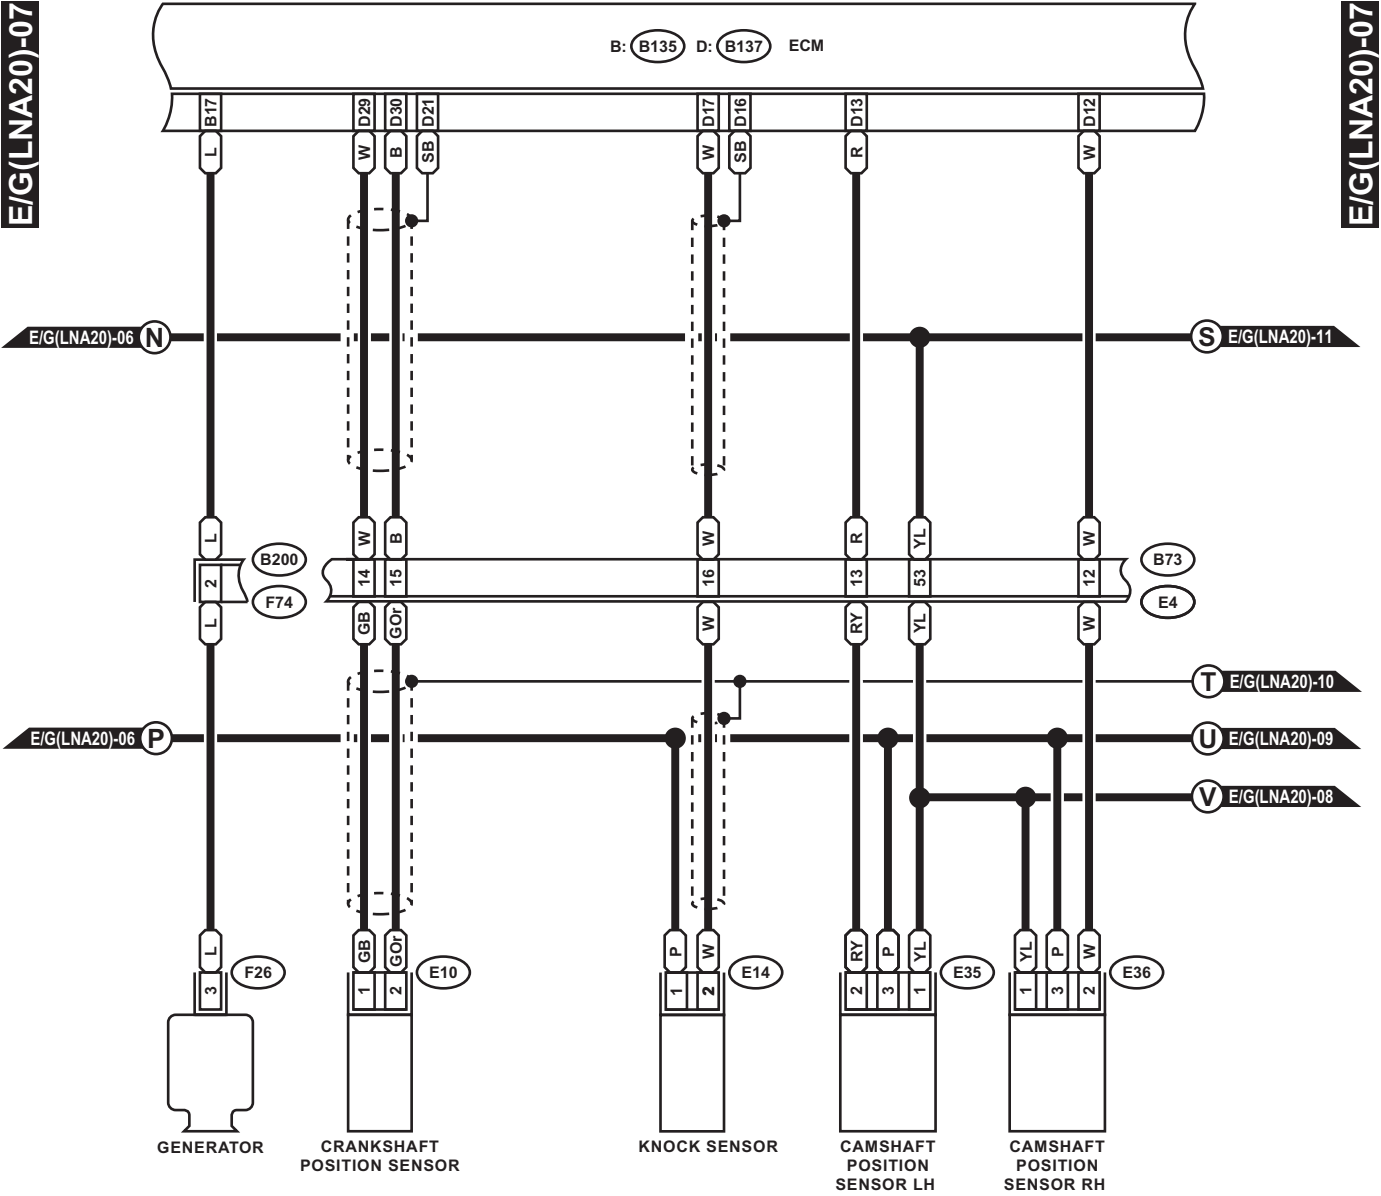 E/G(LNA20)-07
E/G(LNA20)-07
B: B135 D: B137 ECM
B17 D29 D30 D21 D17 D16 D13 D12
L W B SB W SB R W
E/G(LNA20)-06 N S E/G(LNA20)-11
L W B W R YL W
B200 B73
2 14 15 16 13 53 12
F74 E4
L GB GOr W RY YL W
T E/G(LNA20)-10
E/G(LNA20)-06 P U E/G(LNA20)-09
V E/G(LNA20)-08
L GB GOr P W RY P YL YL P W
F26 E10 E14 E35 E36
3 1 2 1 2 2 3 1 1 3 2
GENERATOR
CRANKSHAFT
POSITION SENSOR
KNOCK SENSOR
CAMSHAFT
POSITION
SENSOR LH
CAMSHAFT
POSITION
SENSOR RH